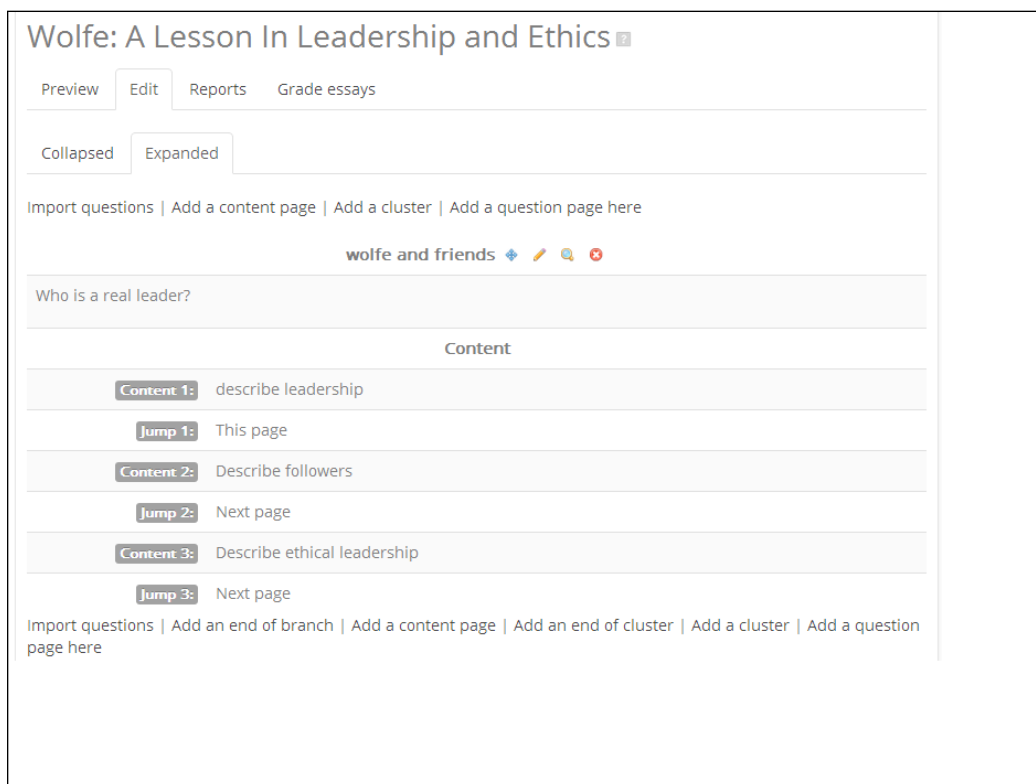 Wolfe: A Lesson In Leadership and Ethics ?
Preview Edit Reports Grade essays
Collapsed Expanded
Import questions | Add a content page | Add a cluster | Add a question page here
wolfe and friends
Who is a real leader?
Content
Content 1: describe leadership
Jump 1: This page
Content 2: Describe followers
Jump 2: Next page
Content 3: Describe ethical leadership
Jump 3: Next page
Import questions | Add an end of branch | Add a content page | Add an end of cluster | Add a cluster | Add a question
page here